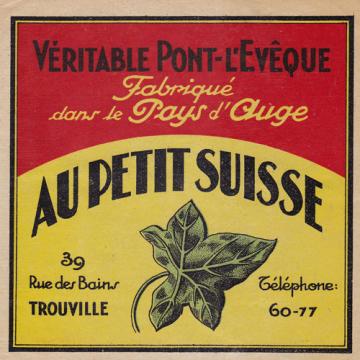 VÉRITABLE PONT-L'EVÊQUE
Fabriqué
dans le Pays d'Auge
AU PETIT SUISSE
39
Rue des Bains
TROUVILLE
Téléphone:
60-77